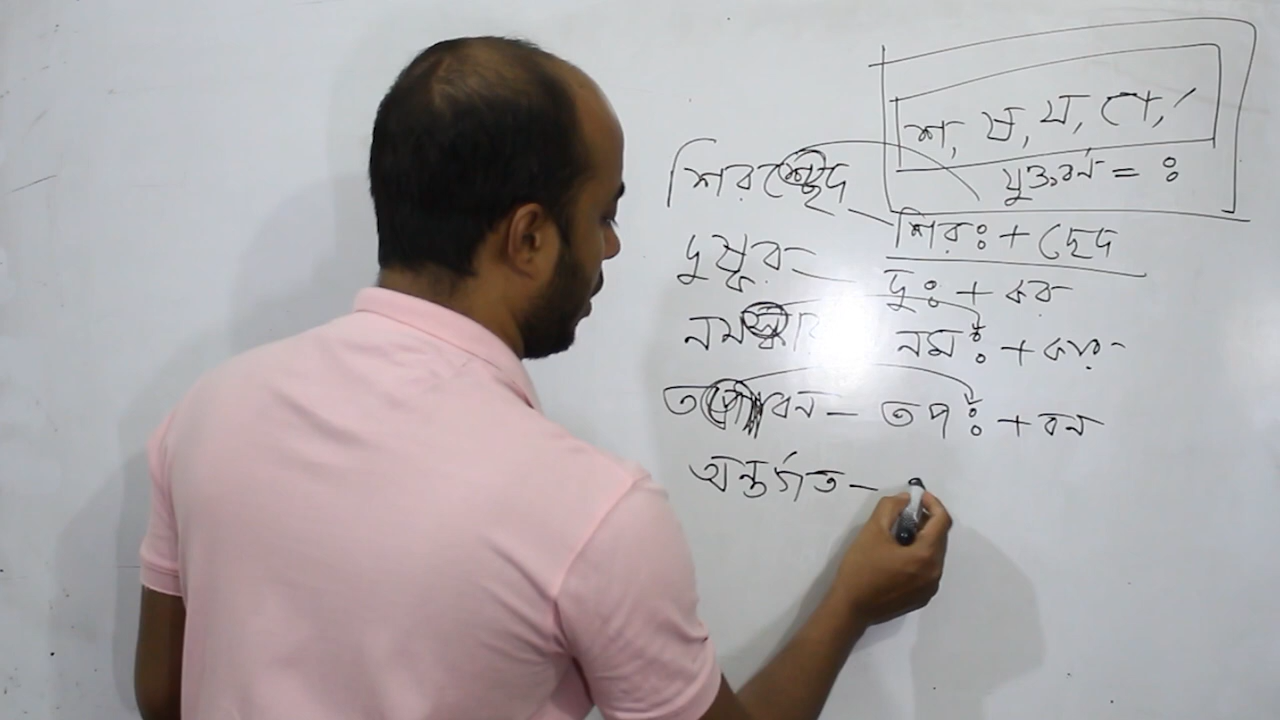 শ, ষ, স, ো, র্
যুক্তবর্ন = ঃ
শিরশ্ছেদ — শিরঃ + ছেদ
দুষ্কর — দুঃ + কর
নমস্কার নমঃ + কার
তপোবন — তপঃ + বন
অন্তর্গত —